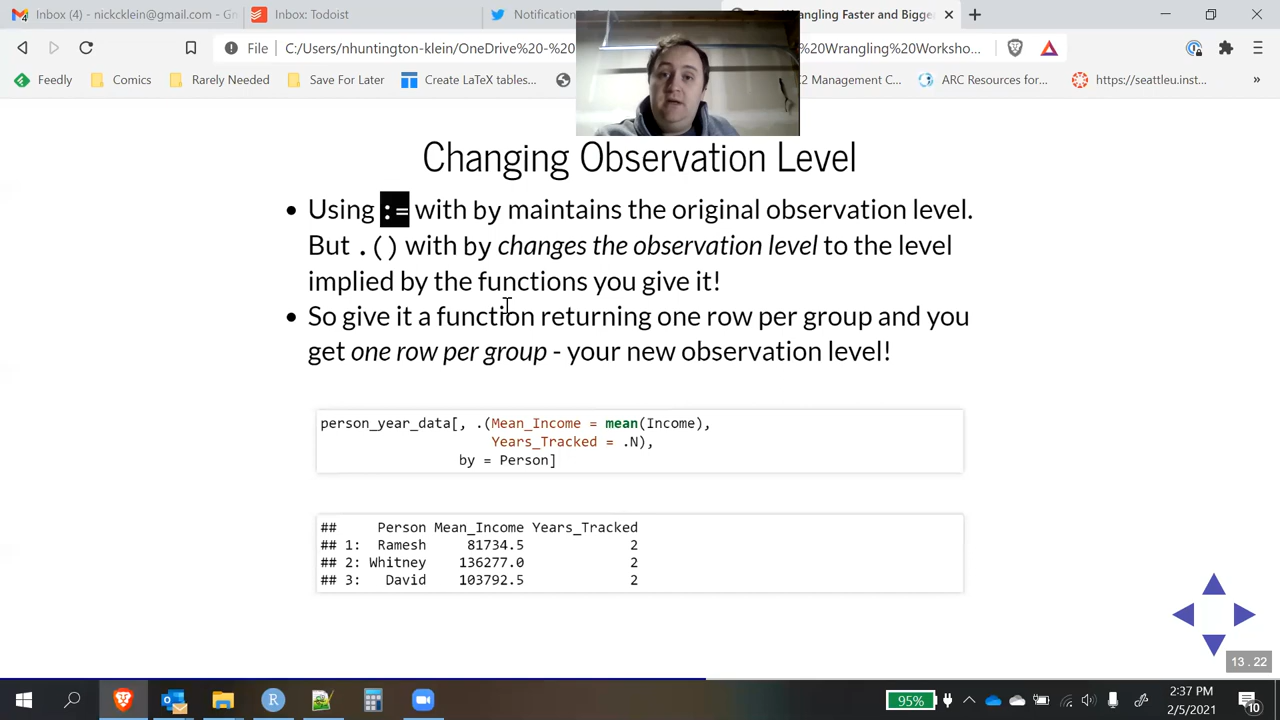 nickcklein@gmail.com - Gr
Inbox: Todoist
Notification
Wrangling Faster and Bigge
File
C:/Users/nhuntington-klein/OneDrive%20-%20
%20Wrangling%20Worksho...
Feedly
Comics
Rarely Needed
Save For Later
Create LaTeX tables...
C2 Management C...
ARC Resources for...
https://seattleu.inst...
»
Changing Observation Level
• Using := with by maintains the original observation level.
But .() with by changes the observation level to the level
implied by the functions you give it!
• So give it a function returning one row per group and you
get one row per group - your new observation level!
person_year_data[, .(Mean_Income = mean(Income),
Years_Tracked = .N),
by = Person]
## Person Mean_Income Years_Tracked
## 1: Ramesh 81734.5 2
## 2: Whitney 136277.0 2
## 3: David 103792.5 2
13 . 22
95%
2:37 PM
2/5/2021
10